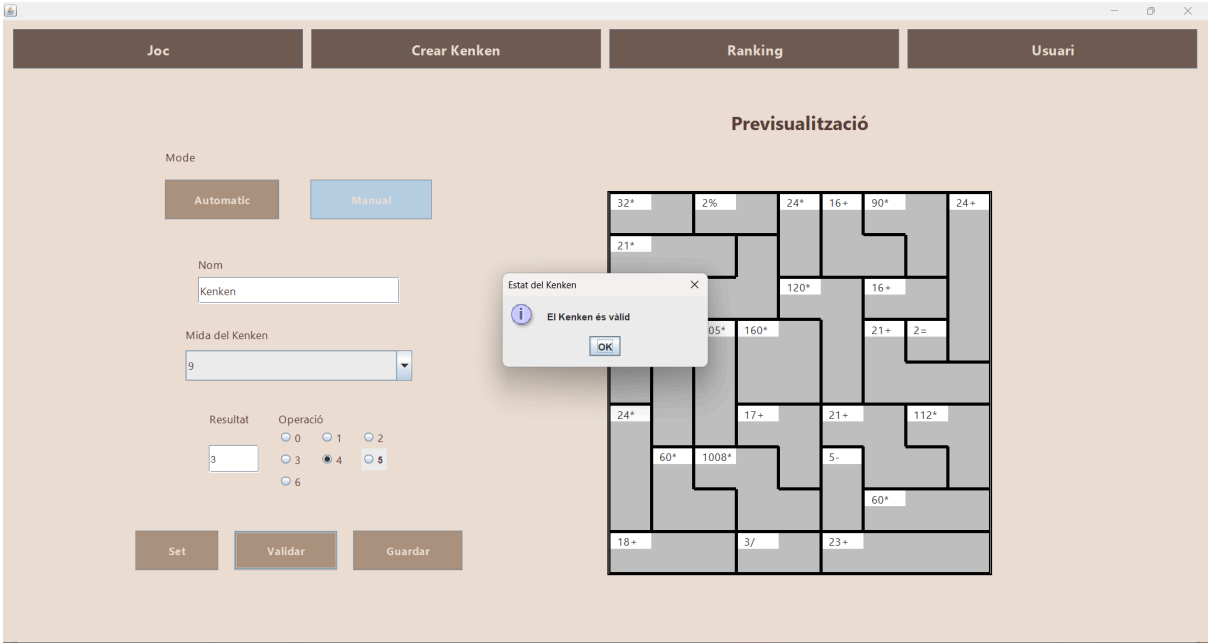 Joc
Crear Kenken
Ranking
Usuari
Previsualització
Mode
Automatic
Manual
32*
2%
24*
16+
90*
24+
21*
Nom
Kenken
Estat del Kenken
120*
16+
El Kenken és vàlid
Mida del Kenken
05*
160*
21+
2=
OK
9
Resultat
Operació
24*
17+
21+
112*
0
1
2
3
3
4
5
60*
1008*
5-
6
60*
Set
Validar
Guardar
18+
3/
23+